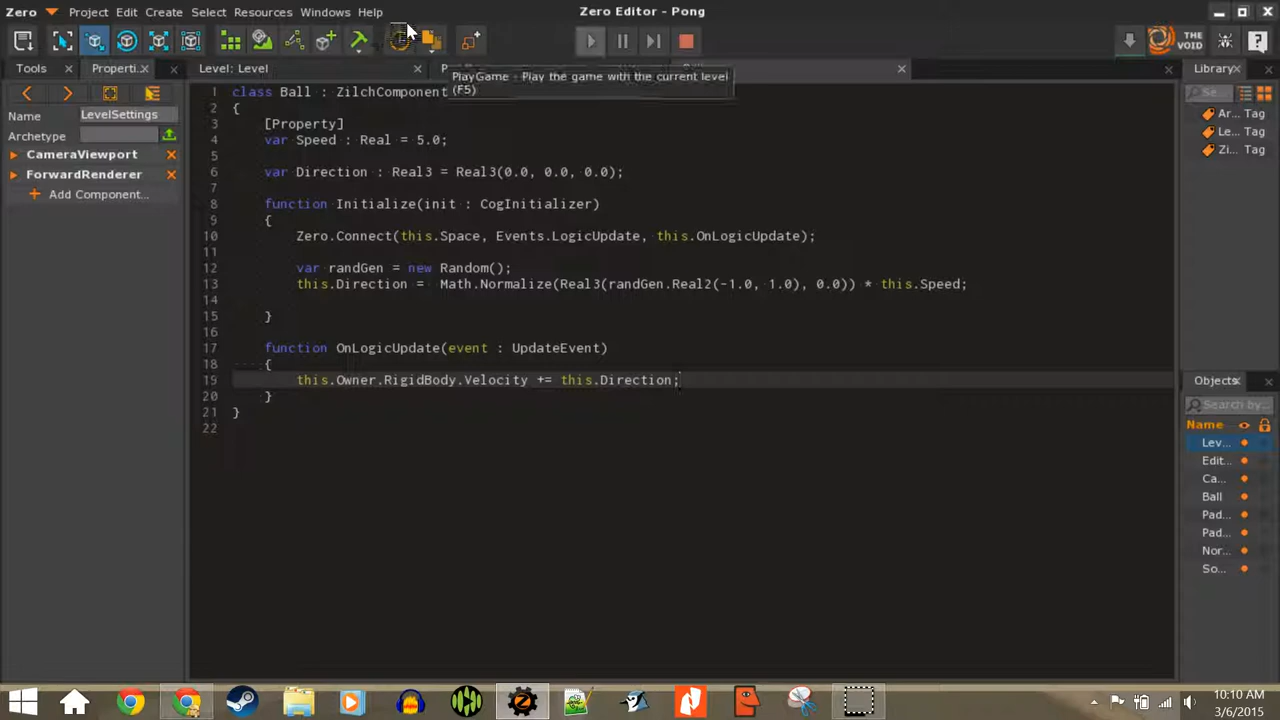 Zero Project Edit Create Select Resources Windows Help
Zero Editor - Pong
THE
VOID
Tools
Properti..
Level: Level
Library
PlayGame - Play the game with the current level
(F5)
Name LevelSettings
Archetype
CameraViewport
ForwardRenderer
Add Component...
1 class Ball : ZilchComponent
2 {
3 [Property]
4 var Speed : Real = 5.0;
5
6 var Direction : Real3 = Real3(0.0, 0.0, 0.0);
7
8 function Initialize(init : CogInitializer)
9 {
10 Zero.Connect(this.Space, Events.LogicUpdate, this.OnLogicUpdate);
11
12 var randGen = new Random();
13 this.Direction = Math.Normalize(Real3(randGen.Real2(-1.0, 1.0), 0.0)) * this.Speed;
14
15 }
16
17 function OnLogicUpdate(event : UpdateEvent)
18 {
19 this.Owner.RigidBody.Velocity += this.Direction;
20 }
21 }
22
Se
Ar... Tag
Le... Tag
Zi... Tag
Objects
Search by...
Name
Lev...
Edit...
Ca...
Ball
Pad...
Pad...
Nor...
So...
10:10 AM
3/6/2015